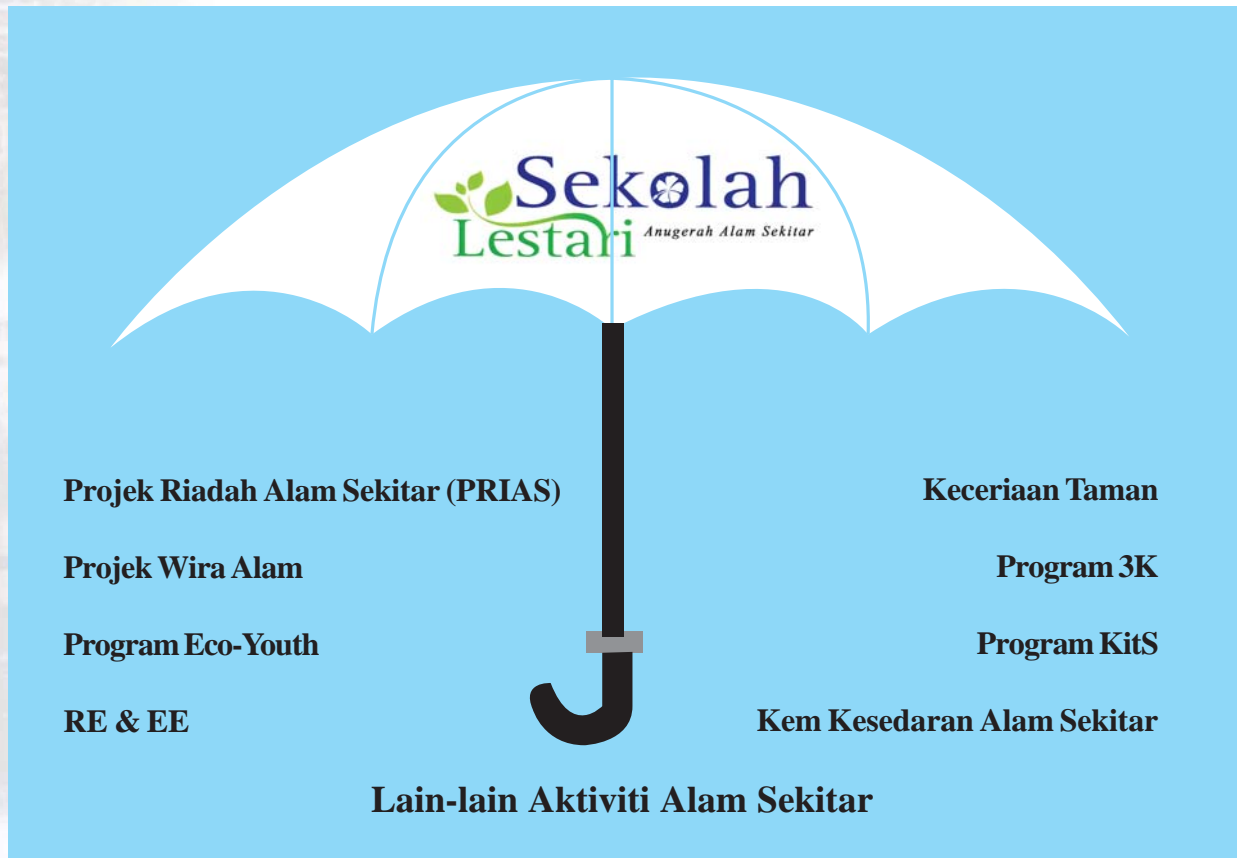 Sekolah
Lestari Anugerah Alam Sekitar
Projek Riadah Alam Sekitar (PRIAS)
Projek Wira Alam
Program Eco-Youth
RE & EE
Keceriaan Taman
Program 3K
Program KitS
Kem Kesedaran Alam Sekitar
Lain-lain Aktiviti Alam Sekitar